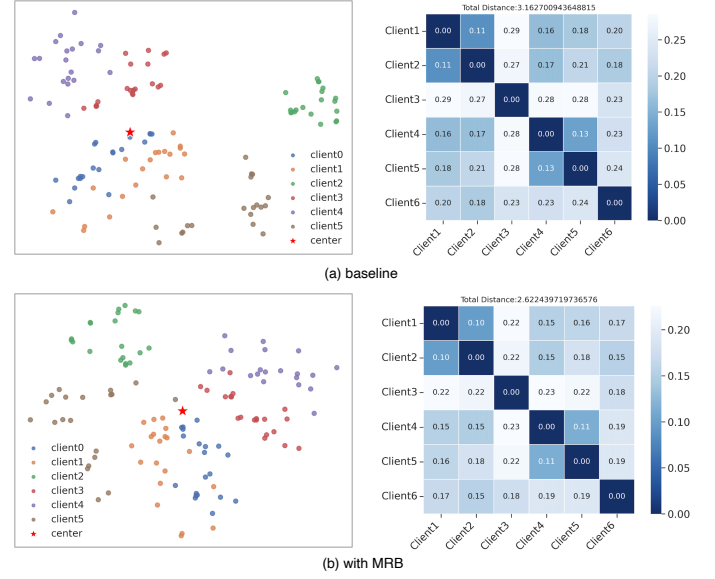 client0
client1
client2
client3
client4
client5
center
Total Distance:3.162700943648815
Client1 0.00 0.11 0.29 0.16 0.18 0.20
Client2 0.11 0.00 0.27 0.17 0.21 0.18
Client3 0.29 0.27 0.00 0.28 0.28 0.23
Client4 0.16 0.17 0.28 0.00 0.13 0.23
Client5 0.18 0.21 0.28 0.13 0.00 0.24
Client6 0.20 0.18 0.23 0.23 0.24 0.00
Client1 Client2 Client3 Client4 Client5 Client6
0.25
0.20
0.15
0.10
0.05
0.00
(a) baseline
client0
client1
client2
client3
client4
client5
center
Total Distance:2.622439719736576
Client1 0.00 0.10 0.22 0.15 0.16 0.17
Client2 0.10 0.00 0.22 0.15 0.18 0.15
Client3 0.22 0.22 0.00 0.23 0.22 0.18
Client4 0.15 0.15 0.23 0.00 0.11 0.19
Client5 0.16 0.18 0.22 0.11 0.00 0.19
Client6 0.17 0.15 0.18 0.19 0.19 0.00
Client1 Client2 Client3 Client4 Client5 Client6
0.20
0.15
0.10
0.05
0.00
(b) with MRB